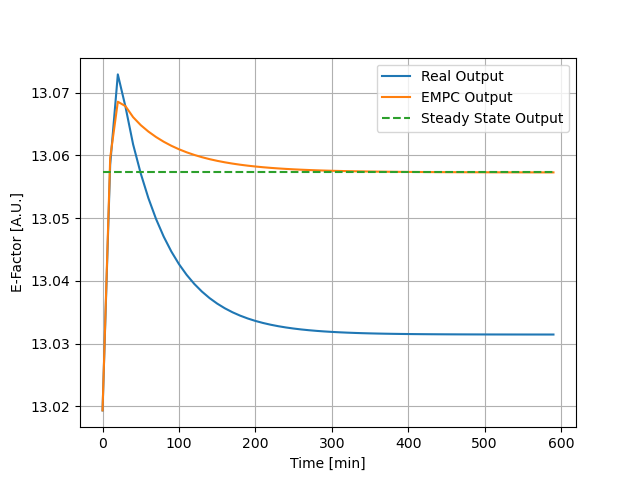 Real Output
EMPC Output
Steady State Output
E-Factor [A.U.]
13.07
13.06
13.05
13.04
13.03
13.02
0 100 200 300 400 500 600
Time [min]